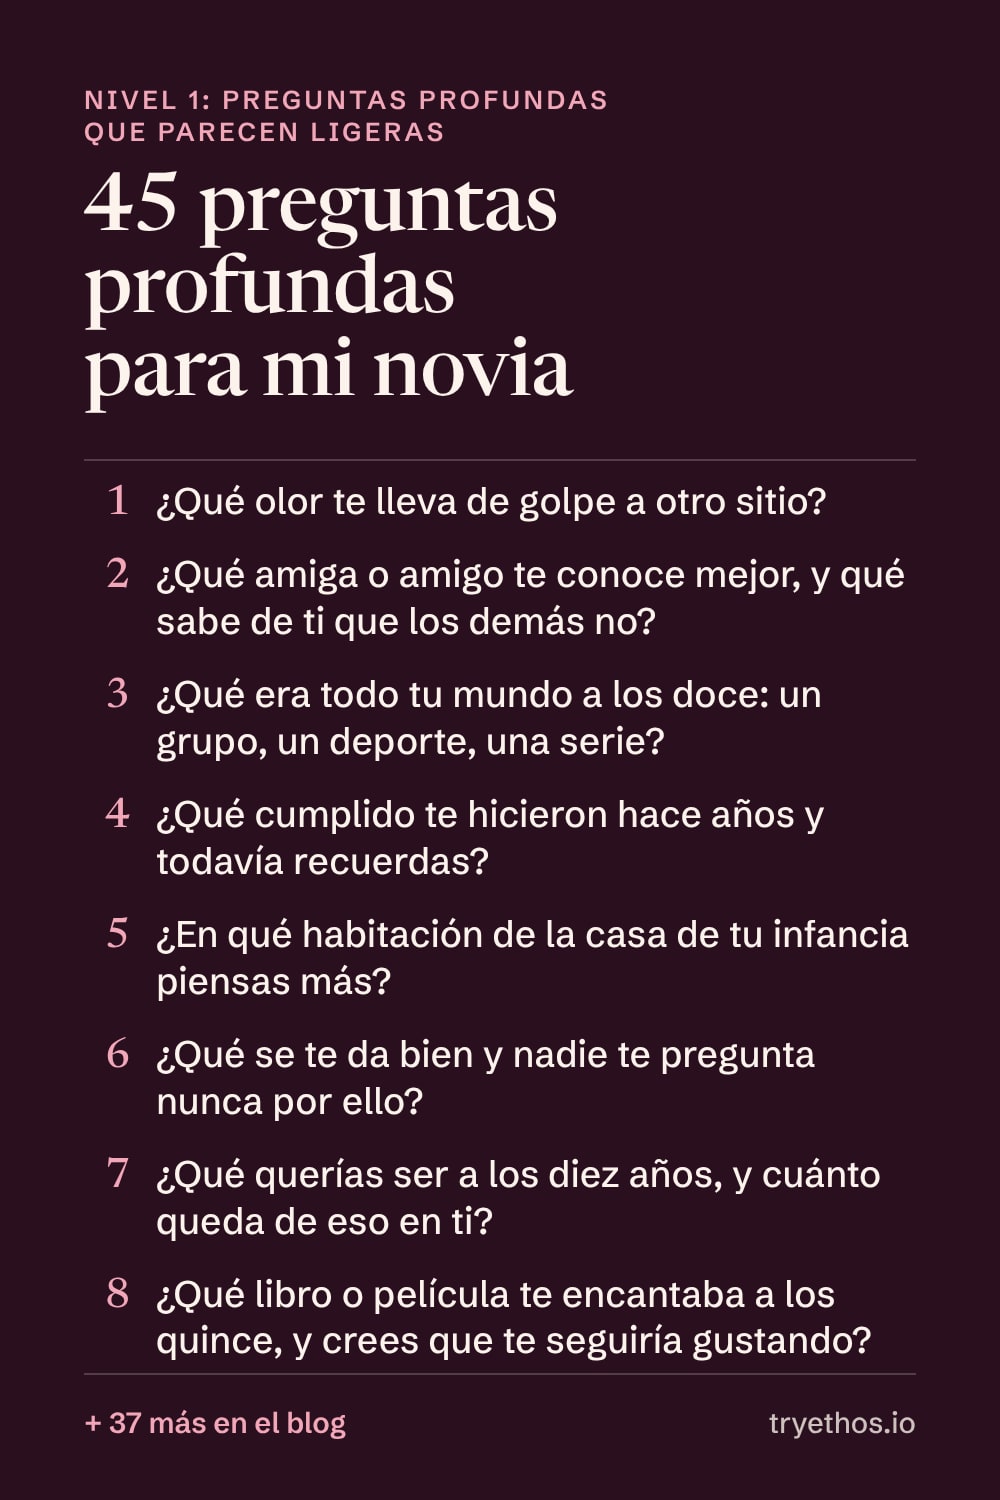 NIVEL 1: PREGUNTAS PROFUNDAS
QUE PARECEN LIGERAS
45 preguntas
profundas
para mi novia
1 ¿Qué olor te lleva de golpe a otro sitio?
2 ¿Qué amiga o amigo te conoce mejor, y qué
sabe de ti que los demás no?
3 ¿Qué era todo tu mundo a los doce: un
grupo, un deporte, una serie?
4 ¿Qué cumplido te hicieron hace años y
todavía recuerdas?
5 ¿En qué habitación de la casa de tu infancia
piensas más?
6 ¿Qué se te da bien y nadie te pregunta
nunca por ello?
7 ¿Qué querías ser a los diez años, y cuánto
queda de eso en ti?
8 ¿Qué libro o película te encantaba a los
quince, y crees que te seguiría gustando?
+ 37 más en el blog
tryethos.io